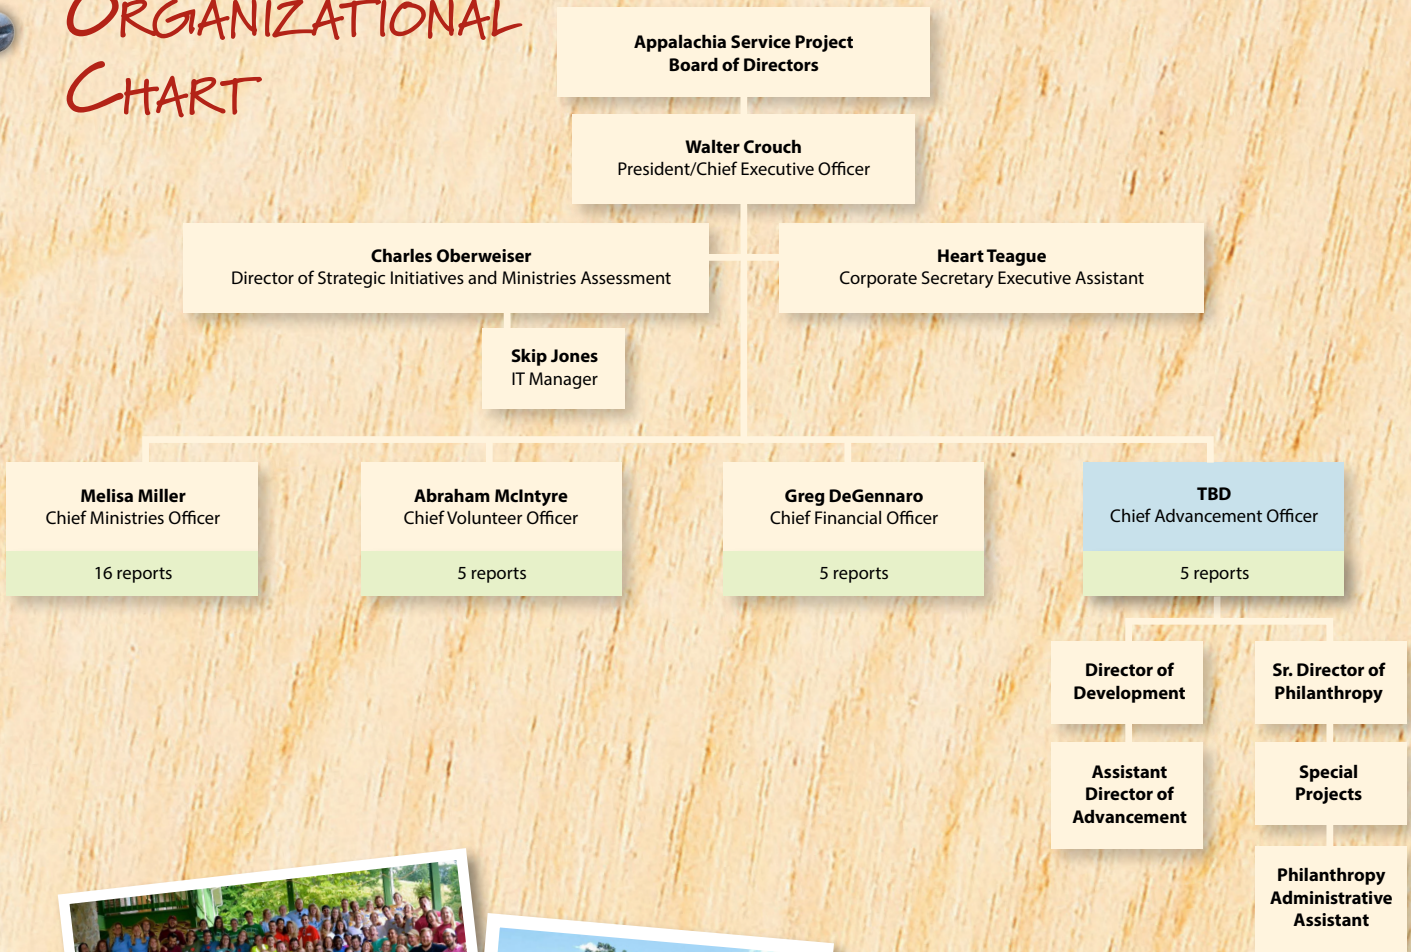 ORGANIZATIONAL
CHART
Appalachia Service Project
Board of Directors
Walter Crouch
President/Chief Executive Officer
Charles Oberweiser
Director of Strategic Initiatives and Ministries Assessment
Heart Teague
Corporate Secretary Executive Assistant
Skip Jones
IT Manager
Melisa Miller
Chief Ministries Officer
16 reports
Abraham McIntyre
Chief Volunteer Officer
5 reports
Greg DeGennaro
Chief Financial Officer
5 reports
TBD
Chief Advancement Officer
5 reports
Director of
Development
Assistant
Director of
Advancement
Sr. Director of
Philanthropy
Special
Projects
Philanthropy
Administrative
Assistant